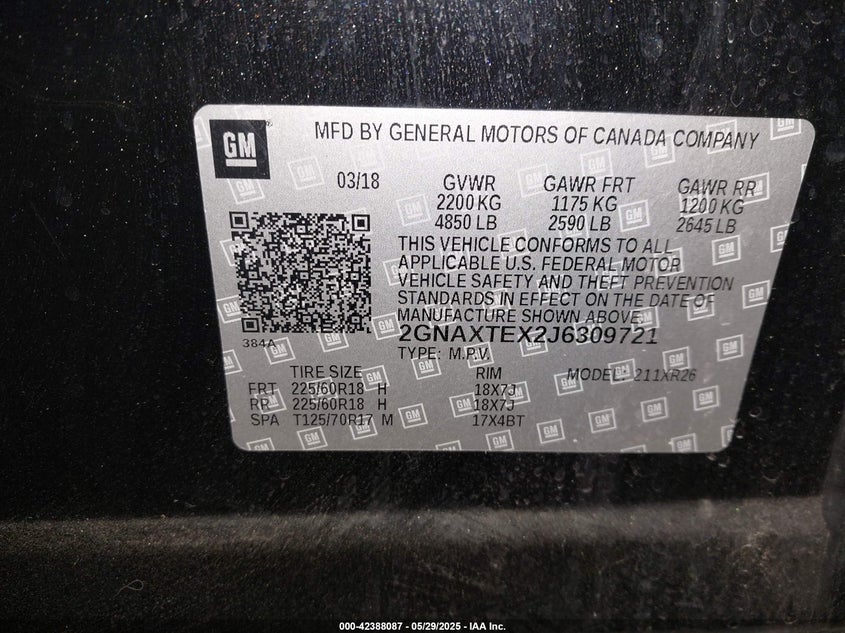 GM
MFD BY GENERAL MOTORS OF CANADA COMPANY
03/18 GVWR GAWR FRT GAWR RR
2200 KG 1175 KG 1200 KG
4850 LB 2590 LB 2645 LB
THIS VEHICLE CONFORMS TO ALL
APPLICABLE U.S. FEDERAL MOTOR
VEHICLE SAFETY AND THEFT PREVENTION
STANDARDS IN EFFECT ON THE DATE OF
MANUFACTURE SHOWN ABOVE.
384A 2GNAXTEX2J6309721
TYPE: M.P.V.
TIRE SIZE RIM MODEL: 211XR26
FRT 225/60R18 H 18X7J
RR 225/60R18 H 18X7J
SPA T125/70R17 M 17X4BT
000-42388087 - 05/29/2025 - IAA Inc.